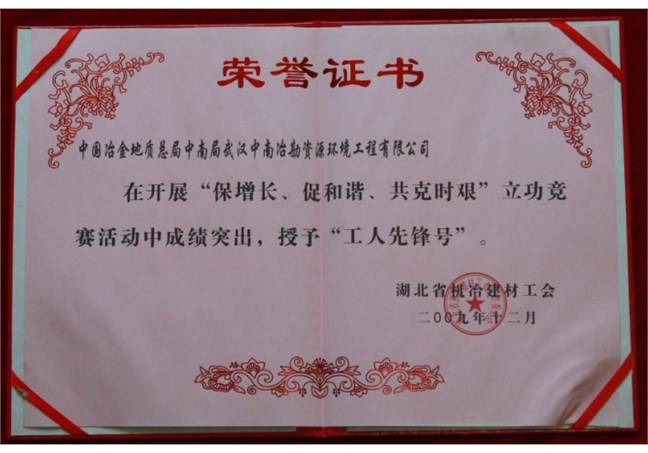 荣誉证书
中国冶金地质总局中南局武汉中南冶勘资源环境工程有限公司
在开展“保增长、促和谐、共克时艰”立功竞
赛活动中成绩突出，授予“工人先锋号”。
湖北省机冶建材工会
二00九年十二月